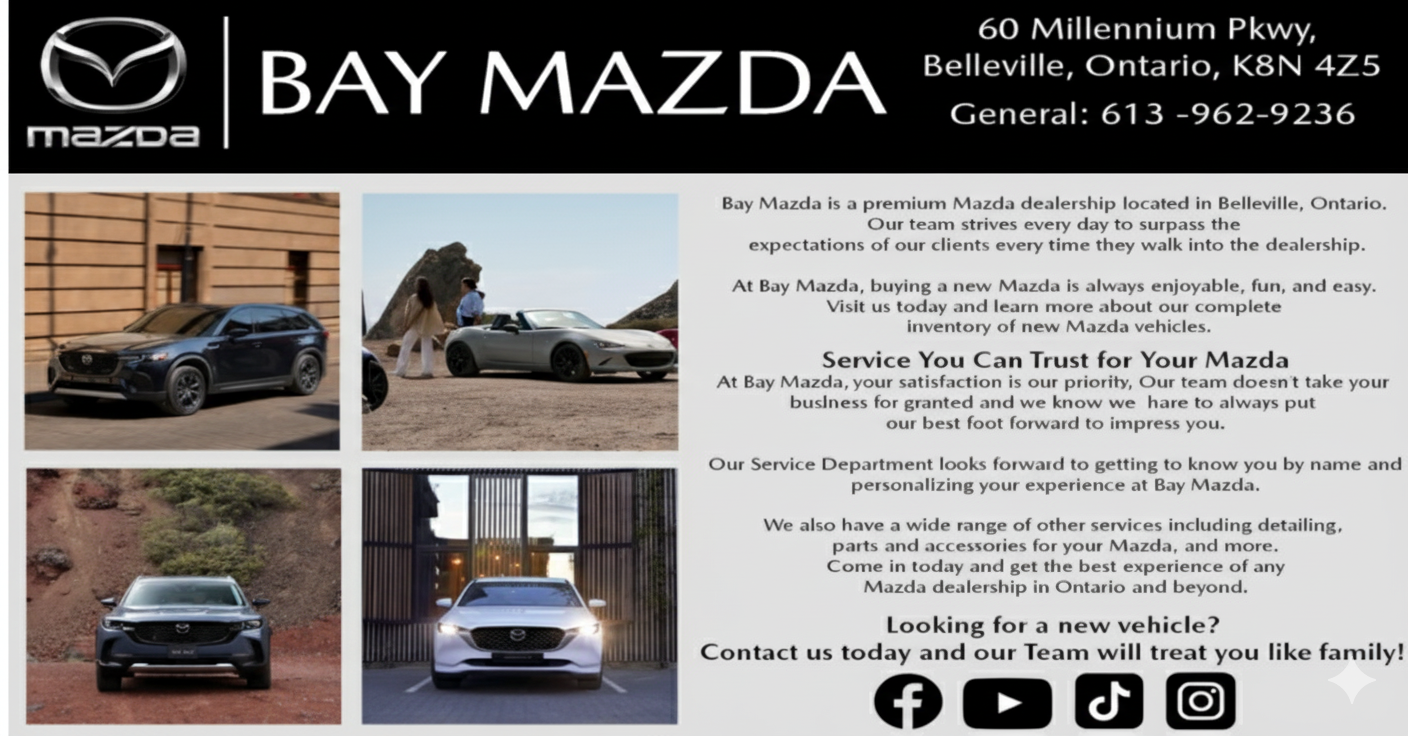 mazda
BAY MAZDA
60 Millennium Pkwy,
Belleville, Ontario, K8N 4Z5
General: 613 -962-9236
Bay Mazda is a premium Mazda dealership located in Belleville, Ontario.
Our team strives every day to surpass the
expectations of our clients every time they walk into the dealership.
At Bay Mazda, buying a new Mazda is always enjoyable, fun, and easy.
Visit us today and learn more about our complete
inventory of new Mazda vehicles.
Service You Can Trust for Your Mazda
At Bay Mazda, your satisfaction is our priority, Our team doesn't take your
buslness for granted and we know we hare to always put
our best foot forward to impress you.
Our Service Department looks forward to getting to know you by name and
personalizing your experience at Bay Mazda.
We also have a wide range of other services including detailing,
parts and accessories for your Mazda, and more.
Come in today and get the best experience of any
Mazda dealership in Ontario and beyond.
Looking for a new vehicle?
Contact us today and our Team will treat you like family!